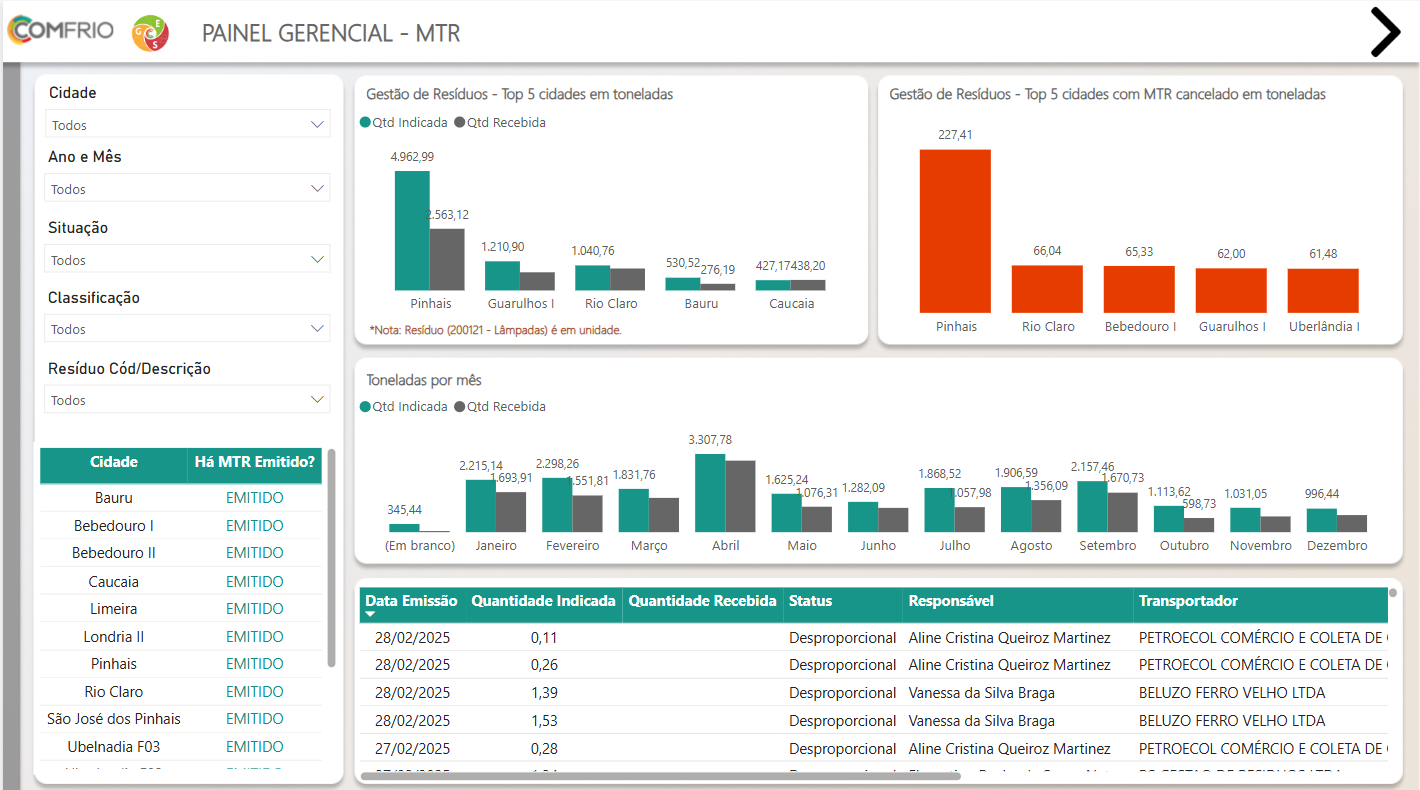 COMFRIO
G C E S
PAINEL GERENCIAL - MTR
Cidade
Todos
Ano e Mês
Todos
Situação
Todos
Classificação
Todos
Resíduo Cód/Descrição
Todos
Cidade Há MTR Emitido?
Bauru EMITIDO
Bebedouro I EMITIDO
Bebedouro II EMITIDO
Caucaia EMITIDO
Limeira EMITIDO
Londria II EMITIDO
Pinhais EMITIDO
Rio Claro EMITIDO
São José dos Pinhais EMITIDO
Ubelnadia F03 EMITIDO
Gestão de Resíduos - Top 5 cidades em toneladas
Qtd Indicada Qtd Recebida
4.962,99
2.563,12
1.210,90
1.040,76
530,52
276,19
427,17
438,20
Pinhais Guarulhos I Rio Claro Bauru Caucaia
*Nota: Resíduo (200121 - Lâmpadas) é em unidade.
Gestão de Resíduos - Top 5 cidades com MTR cancelado em toneladas
227,41
66,04
65,33
62,00
61,48
Pinhais Rio Claro Bebedouro I Guarulhos I Uberlândia I
Toneladas por mês
Qtd Indicada Qtd Recebida
345,44
2.215,14
1.693,91
2.298,26
1.551,81
1.831,76
3.307,78
1.625,24
1.076,31
1.282,09
1.868,52
1.057,98
1.906,59
1.356,09
2.157,46
1.670,73
1.113,62
598,73
1.031,05
996,44
(Em branco) Janeiro Fevereiro Março Abril Maio Junho Julho Agosto Setembro Outubro Novembro Dezembro
Data Emissão Quantidade Indicada Quantidade Recebida Status Responsável Transportador
28/02/2025 0,11 Desproporcional Aline Cristina Queiroz Martinez PETROECOL COMÉRCIO E COLETA DE
28/02/2025 0,26 Desproporcional Aline Cristina Queiroz Martinez PETROECOL COMÉRCIO E COLETA DE
28/02/2025 1,39 Desproporcional Vanessa da Silva Braga BELUZO FERRO VELHO LTDA
28/02/2025 1,53 Desproporcional Vanessa da Silva Braga BELUZO FERRO VELHO LTDA
27/02/2025 0,28 Desproporcional Aline Cristina Queiroz Martinez PETROECOL COMÉRCIO E COLETA DE